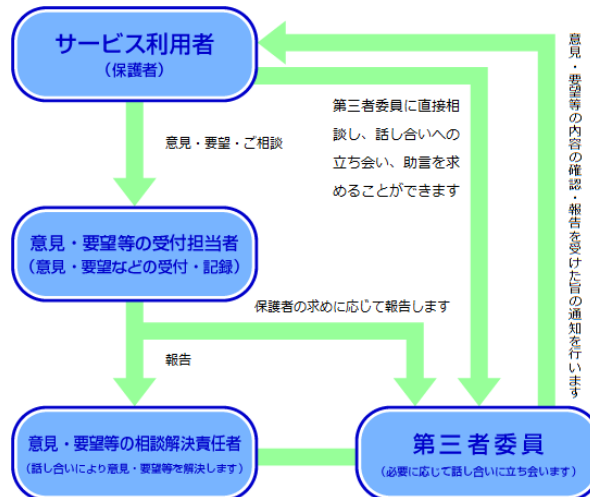 サービス利用者
（保護者）
意見・要望・ご相談
第三者委員に直接相
談し、話し合いへの
立ち会い、助言を求
めることができます
意見・要望等の内容の確認・報告を受けた旨の通知を行います
意見・要望等の受付担当者
（意見・要望などの受付・記録）
保護者の求めに応じて報告します
報告
意見・要望等の相談解決責任者
（話し合いにより意見・要望等を解決します）
第三者委員
（必要に応じて話し合いに立ち会います）